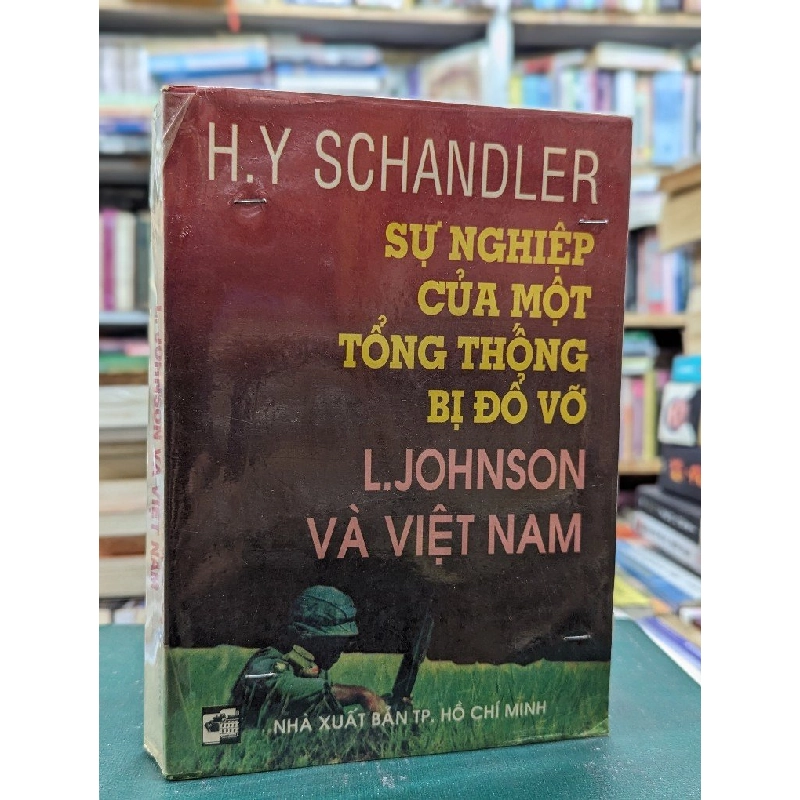 H.Y SCHANDLER
SỰ NGHIỆP
CỦA MỘT
TỔNG THỐNG
BỊ ĐỔ VỠ
L.JOHNSON
VÀ VIỆT NAM
NHÀ XUẤT BẢN TP. HỒ CHÍ MINH
L. JOHNSON VÀ VIỆT NAM